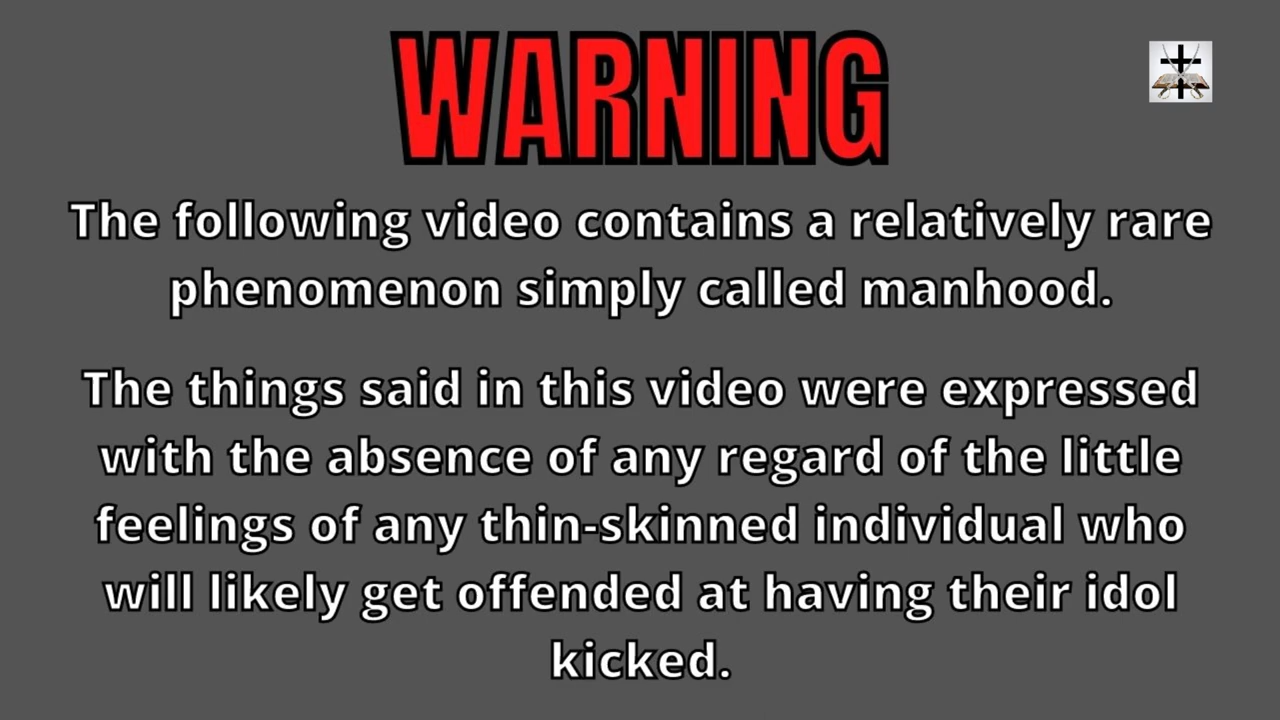 WARNING
The following video contains a relatively rare
phenomenon simply called manhood.
The things said in this video were expressed
with the absence of any regard of the little
feelings of any thin-skinned individual who
will likely get offended at having their idol
kicked.